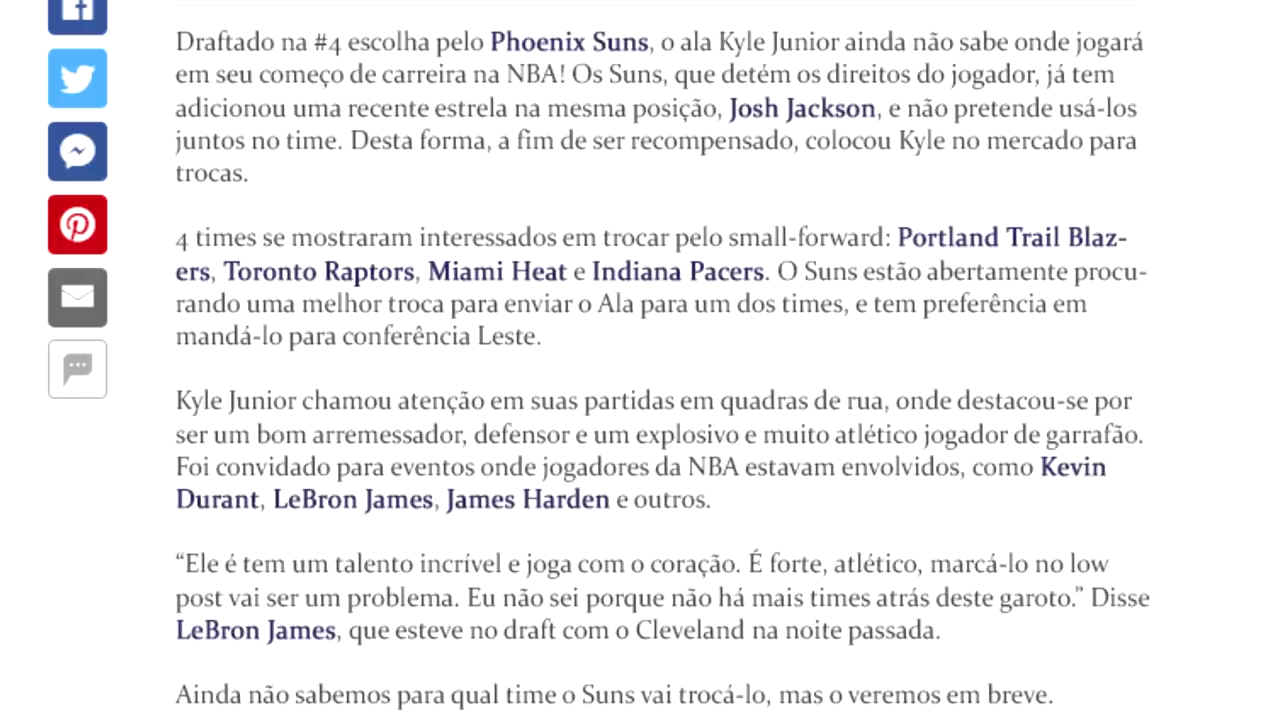 Draftado na #4 escolha pelo Phoenix Suns, o ala Kyle Junior ainda não sabe onde jogará
em seu começo de carreira na NBA! Os Suns, que detém os direitos do jogador, já tem
adicionou uma recente estrela na mesma posição, Josh Jackson, e não pretende usá-los
juntos no time. Desta forma, a fim de ser recompensado, colocou Kyle no mercado para
trocas.
4 times se mostraram interessados em trocar pelo small-forward: Portland Trail Blaz-
ers, Toronto Raptors, Miami Heat e Indiana Pacers. O Suns estão abertamente procu-
rando uma melhor troca para enviar o Ala para um dos times, e tem preferência em
mandá-lo para conferência Leste.
Kyle Junior chamou atenção em suas partidas em quadras de rua, onde destacou-se por
ser um bom arremessador, defensor e um explosivo e muito atlético jogador de garrafão.
Foi convidado para eventos onde jogadores da NBA estavam envolvidos, como Kevin
Durant, LeBron James, James Harden e outros.
“Ele é tem um talento incrível e joga com o coração. É forte, atlético, marcá-lo no low
post vai ser um problema. Eu não sei porque não há mais times atrás deste garoto.” Disse
LeBron James, que esteve no draft com o Cleveland na noite passada.
Ainda não sabemos para qual time o Suns vai trocá-lo, mas o veremos em breve.